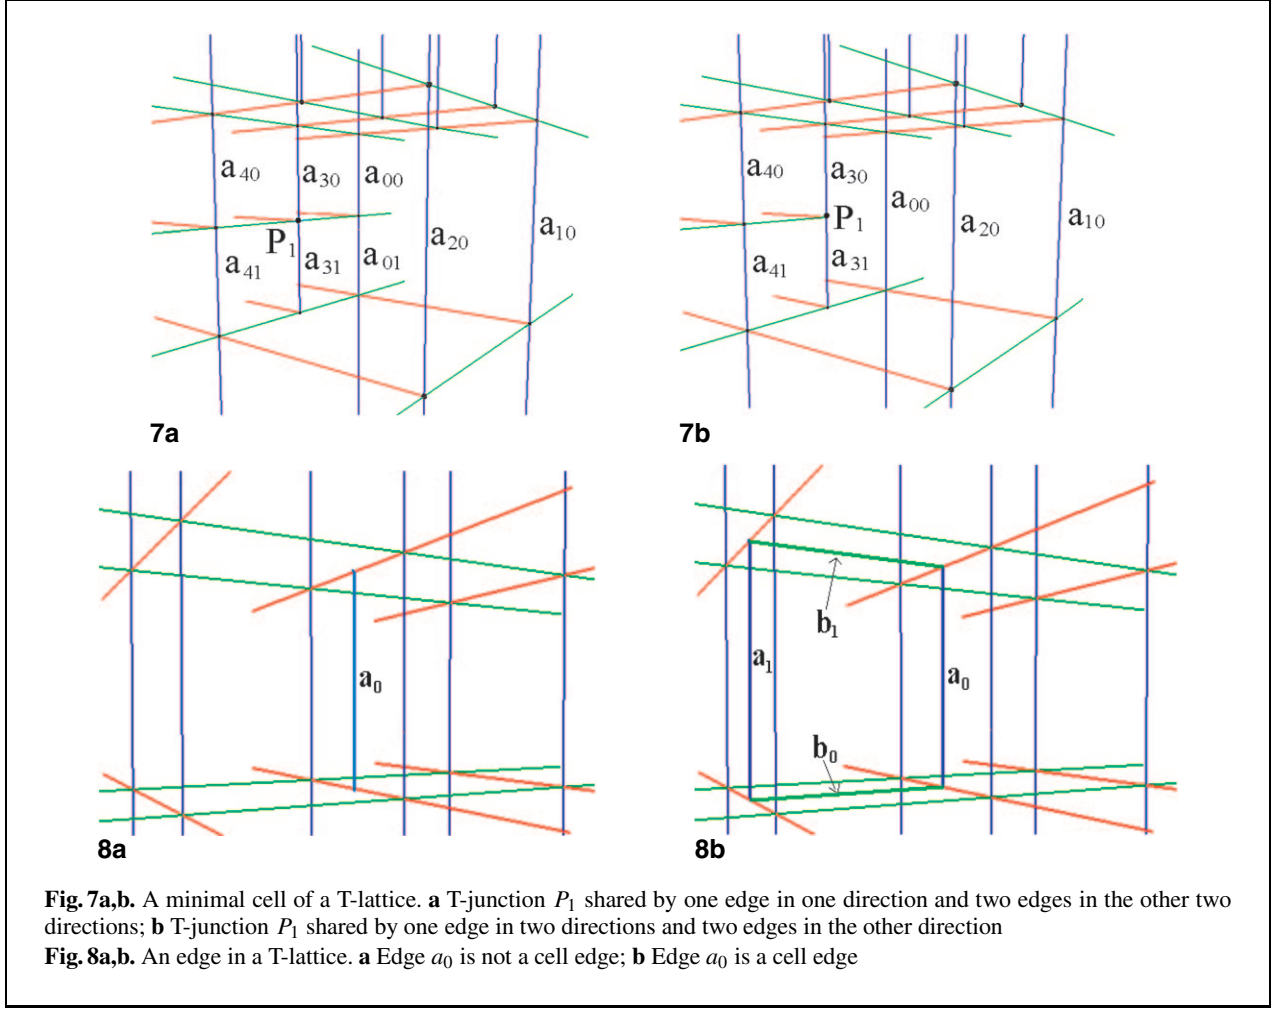 a40 a30 a00
P1 a20 a10
a41 a31 a01
7a
a40 a30 a00
P1 a20 a10
a41 a31
7b
a0
8a
b1
a1 a0
b0
8b
Fig. 7a,b. A minimal cell of a T-lattice. a T-junction P1 shared by one edge in one direction and two edges in the other two
directions; b T-junction P1 shared by one edge in two directions and two edges in the other direction
Fig. 8a,b. An edge in a T-lattice. a Edge a0 is not a cell edge; b Edge a0 is a cell edge